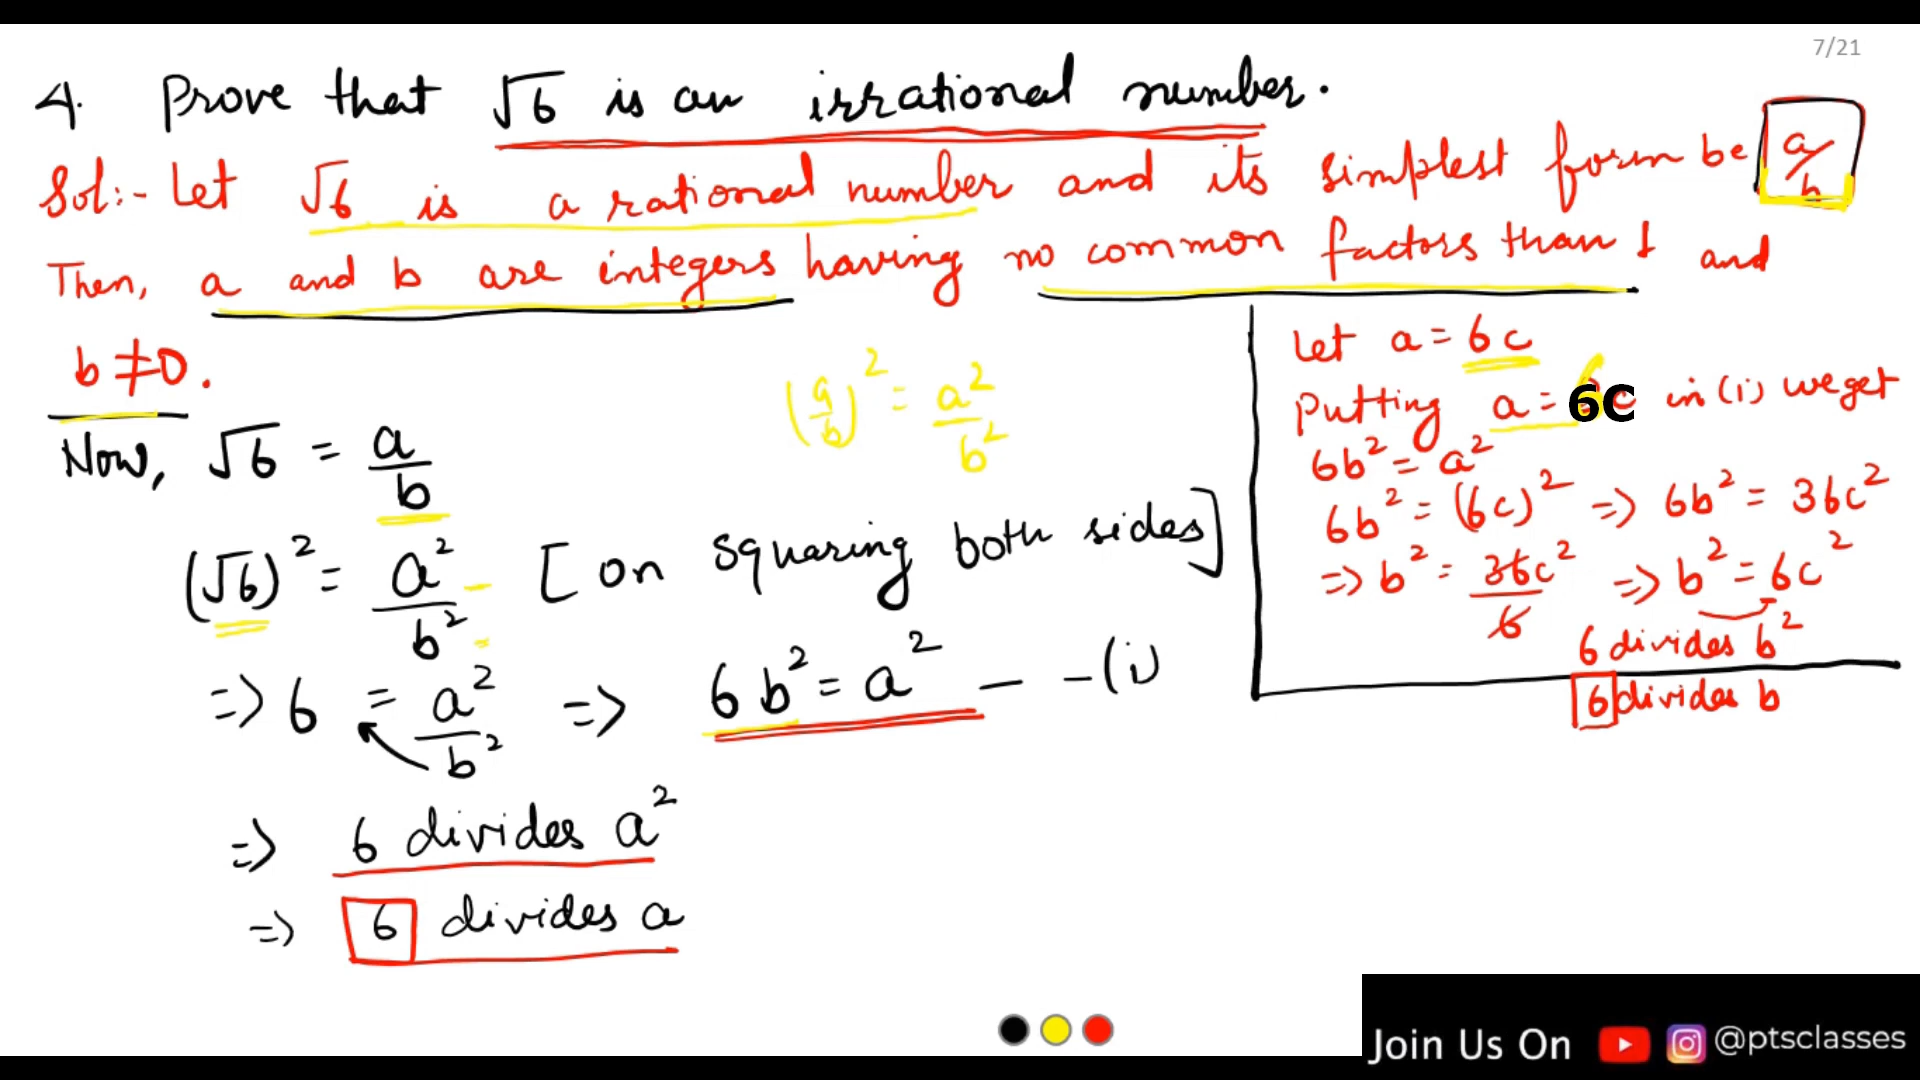 7/21
4. Prove that √6 is an irrational number.
Sol:- Let √6 is a rational number and its simplest form be a/b
Then, a and b are integers having no common factors than 1 and
b ≠ 0.
(a/b)² = a²/b²
Now, √6 = a/b
(√6)² = a²/b² [on squaring both sides]
=> 6 = a²/b² => 6b² = a² - -(i)
=> 6 divides a²
=> 6 divides a
Let a = 6c
Putting a = 6C in (i) we get
6b² = a²
6b² = (6c)² => 6b² = 36c²
=> b² = 36c²/6 => b² = 6c²
6 divides b²
6 divides b
Join Us On @ptsclasses